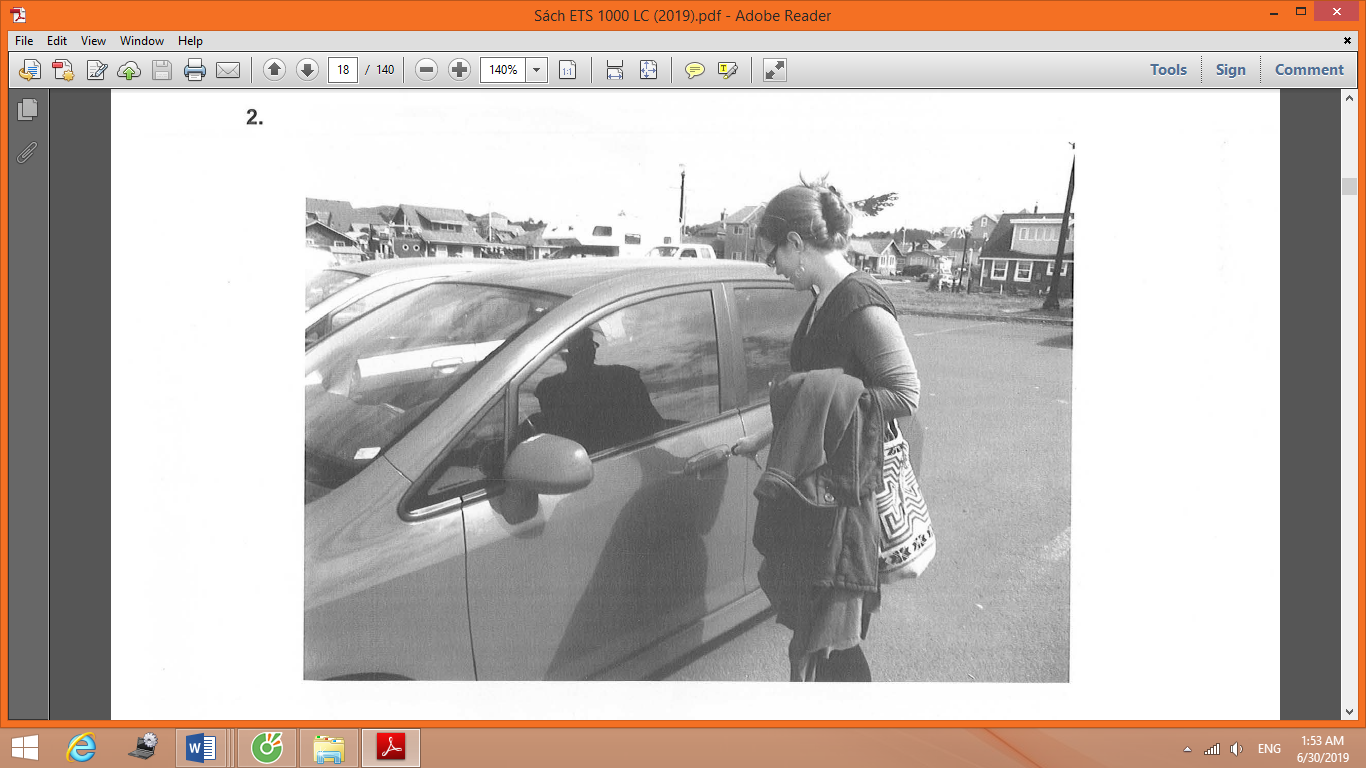 Sách ETS 1000 LC (2019).pdf - Adobe Reader
File Edit View Window Help
18 / 140 140% Tools Sign Comment
2.
ENG 1:53 AM
6/30/2019